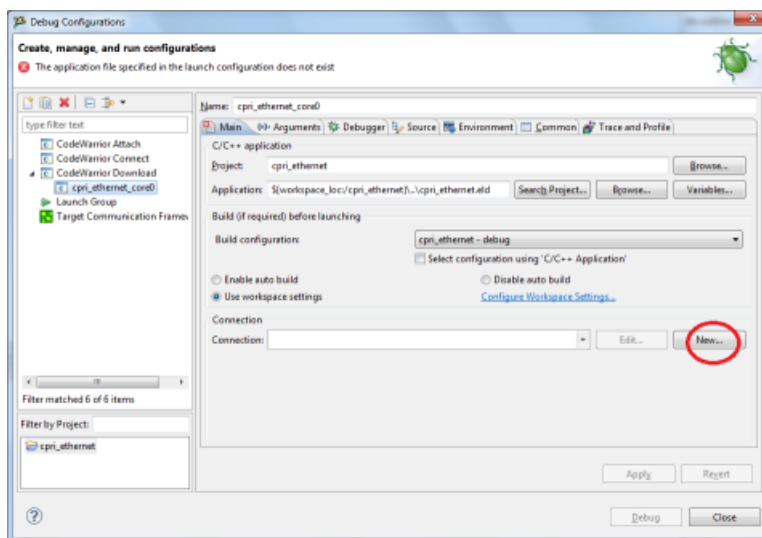 Debug Configurations
Create, manage, and run configurations
The application file specified in the launch configuration does not exist
type filter text
CodeWarrior Attach
CodeWarrior Connect
CodeWarrior Download
cpri_ethernet_core0
Launch Group
Target Communication Framew
Filter matched 6 of 6 items
Filter by Project:
cpri_ethernet
Name: cpri_ethernet_core0
Main Arguments Debugger Source Environment Common Trace and Profile
C/C++ application
Project: cpri_ethernet Browse...
Application: ${workspace_loc:/cpri_ethernet}\..\cpri_ethernet.eld Search Project... Browse... Variables...
Build (if required) before launching
Build configuration: cpri_ethernet - debug
Select configuration using 'C/C++ Application'
Enable auto build Disable auto build
Use workspace settings Configure Workspace Settings...
Connection
Connection: Edit... New...
Apply Revert
? Debug Close